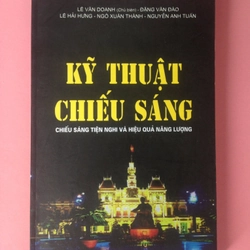 LÊ VĂN DOANH (Chủ biên) - ĐẶNG VĂN ĐÀO
LÊ HẢI HƯNG - NGÔ XUÂN THÀNH - NGUYỄN ANH TUẤN
KỸ THUẬT
CHIẾU SÁNG
CHIẾU SÁNG TIỆN NGHI VÀ HIỆU QUẢ NĂNG LƯỢNG